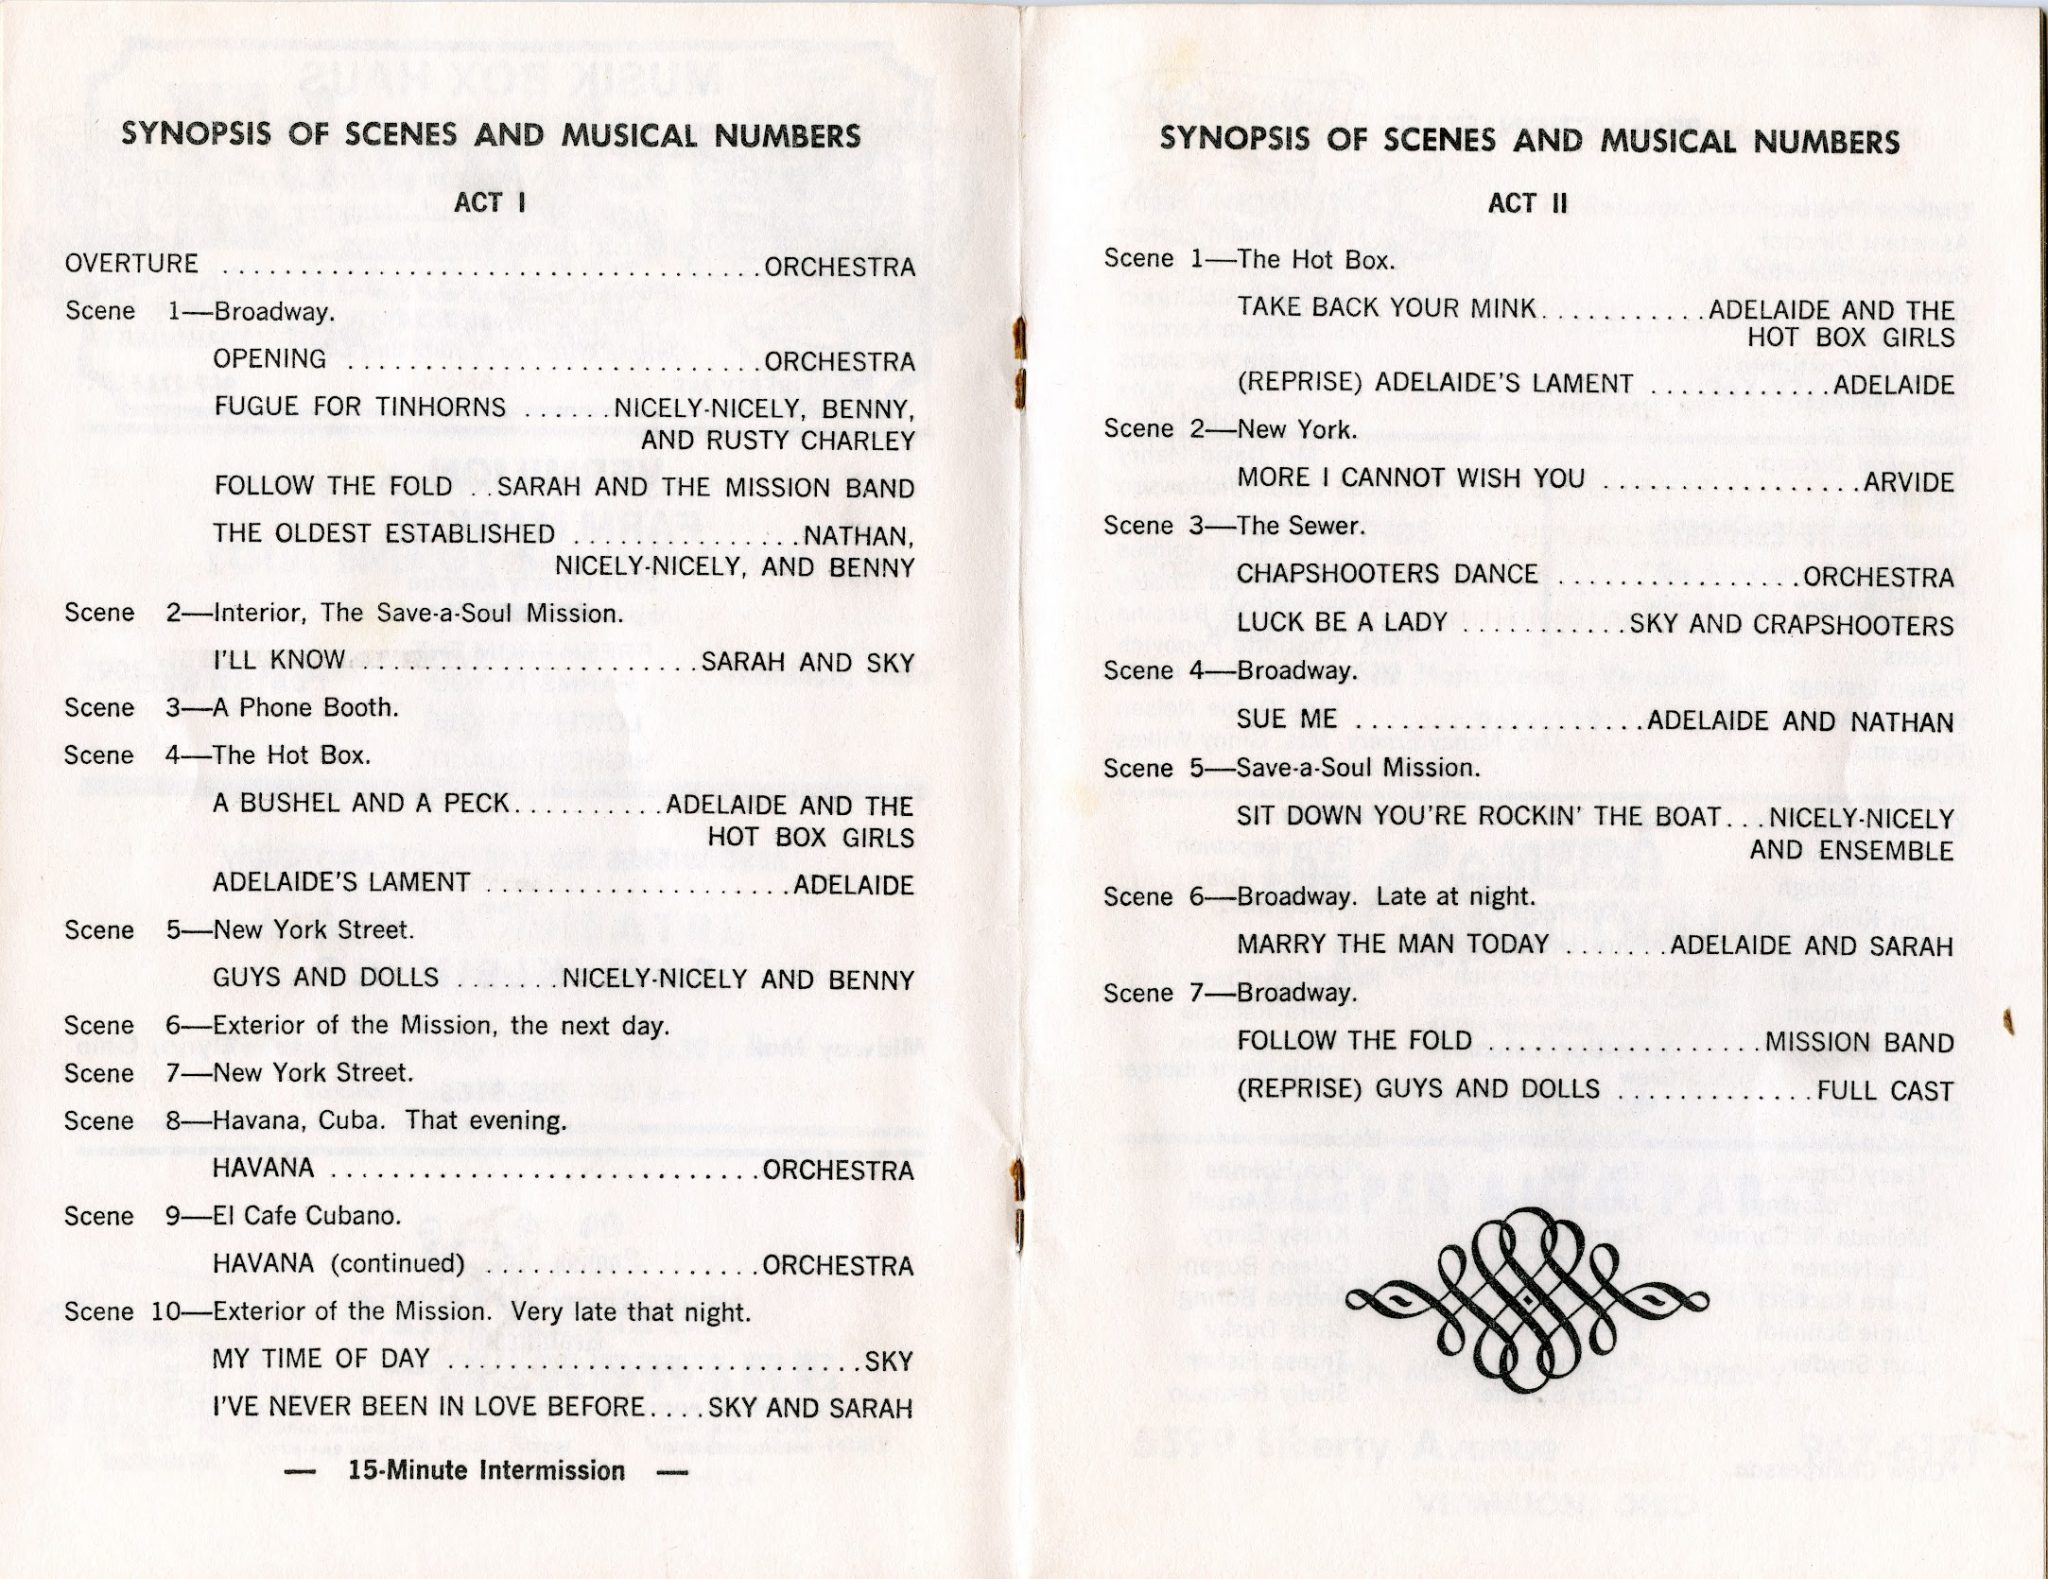 SYNOPSIS OF SCENES AND MUSICAL NUMBERS
ACT I
OVERTURE ................................... ORCHESTRA
Scene 1—Broadway.
OPENING ........................... ORCHESTRA
FUGUE FOR TINHORNS ...... NICELY-NICELY, BENNY,
AND RUSTY CHARLEY
FOLLOW THE FOLD .. SARAH AND THE MISSION BAND
THE OLDEST ESTABLISHED ............... NATHAN,
NICELY-NICELY, AND BENNY
Scene 2—Interior, The Save-a-Soul Mission.
I'LL KNOW ...................... SARAH AND SKY
Scene 3—A Phone Booth.
Scene 4—The Hot Box.
A BUSHEL AND A PECK.......... ADELAIDE AND THE
HOT BOX GIRLS
ADELAIDE'S LAMENT .................... ADELAIDE
Scene 5—New York Street.
GUYS AND DOLLS ....... NICELY-NICELY AND BENNY
Scene 6—Exterior of the Mission, the next day.
Scene 7—New York Street.
Scene 8—Havana, Cuba. That evening.
HAVANA ............................ ORCHESTRA
Scene 9—El Cafe Cubano.
HAVANA (continued) .................. ORCHESTRA
Scene 10—Exterior of the Mission. Very late that night.
MY TIME OF DAY ........................... SKY
I'VE NEVER BEEN IN LOVE BEFORE.... SKY AND SARAH
— 15-Minute Intermission —
SYNOPSIS OF SCENES AND MUSICAL NUMBERS
ACT II
Scene 1—The Hot Box.
TAKE BACK YOUR MINK........... ADELAIDE AND THE
HOT BOX GIRLS
(REPRISE) ADELAIDE'S LAMENT ............ ADELAIDE
Scene 2—New York.
MORE I CANNOT WISH YOU ................. ARVIDE
Scene 3—The Sewer.
CHAPSHOOTERS DANCE ................ ORCHESTRA
LUCK BE A LADY ........... SKY AND CRAPSHOOTERS
Scene 4—Broadway.
SUE ME ................... ADELAIDE AND NATHAN
Scene 5—Save-a-Soul Mission.
SIT DOWN YOU'RE ROCKIN' THE BOAT... NICELY-NICELY
AND ENSEMBLE
Scene 6—Broadway. Late at night.
MARRY THE MAN TODAY ....... ADELAIDE AND SARAH
Scene 7—Broadway.
FOLLOW THE FOLD .................. MISSION BAND
(REPRISE) GUYS AND DOLLS ............. FULL CAST